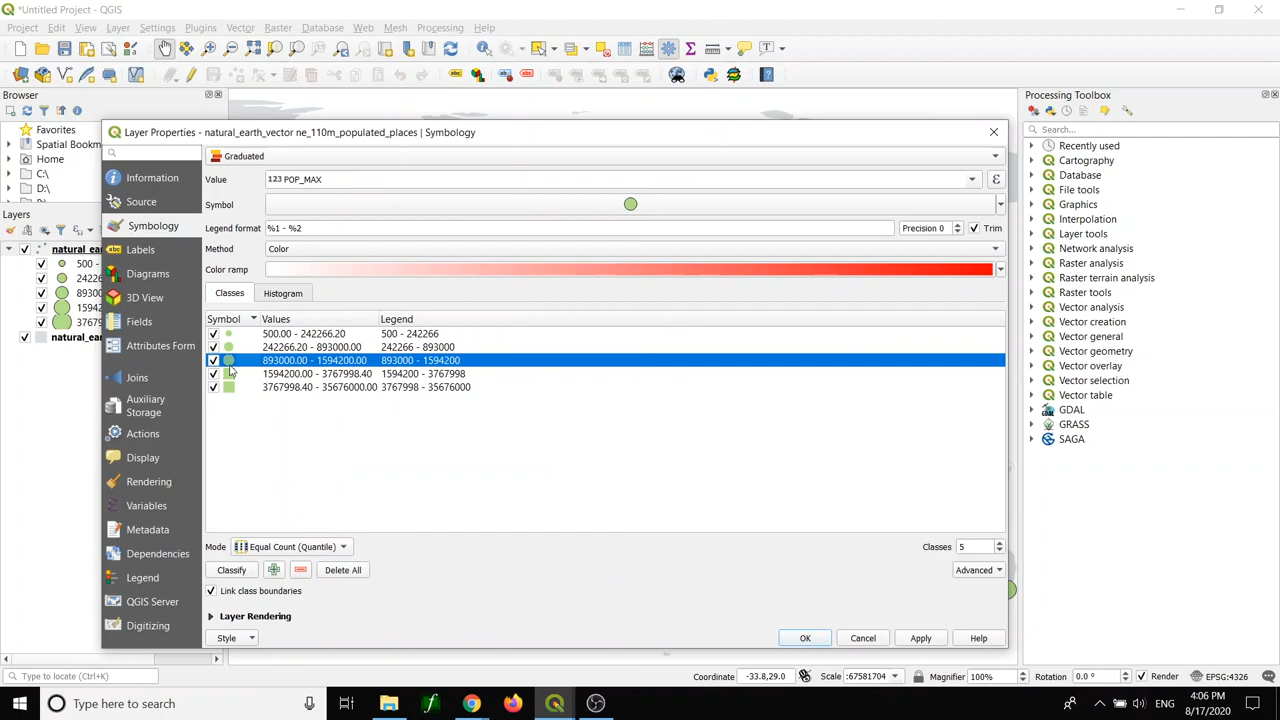 *Untitled Project - QGIS
Project Edit View Layer Settings Plugins Vector Raster Database Web Mesh Processing Help
Browser
Favorites
Spatial Bookm
Home
C:\
D:\
Layers
natural_ea
500 -
24226
89300
15942
37679
natural_ea
Layer Properties - natural_earth_vector ne_110m_populated_places | Symbology
Information
Source
Symbology
Labels
Diagrams
3D View
Fields
Attributes Form
Joins
Auxiliary
Storage
Actions
Display
Rendering
Variables
Metadata
Dependencies
Legend
QGIS Server
Digitizing
Graduated
Value 123 POP_MAX ε
Symbol
Legend format %1 - %2 Precision 0 Trim
Method Color
Color ramp
Classes Histogram
Symbol Values Legend
500.00 - 242266.20 500 - 242266
242266.20 - 893000.00 242266 - 893000
893000.00 - 1594200.00 893000 - 1594200
1594200.00 - 3767998.40 1594200 - 3767998
3767998.40 - 35676000.00 3767998 - 35676000
Mode Equal Count (Quantile) Classes 5
Classify Delete All Advanced
Link class boundaries
Layer Rendering
Style OK Cancel Apply Help
Processing Toolbox
Search...
Recently used
Cartography
Database
File tools
Graphics
Interpolation
Layer tools
Network analysis
Raster analysis
Raster terrain analysis
Raster tools
Vector analysis
Vector creation
Vector general
Vector geometry
Vector overlay
Vector selection
Vector table
GDAL
GRASS
SAGA
Type to locate (Ctrl+K) Coordinate -33.8,29.0 Scale :67581704 Magnifier 100% Rotation 0.0 ° Render EPSG:4326
Type here to search
ENG
4:06 PM
8/17/2020